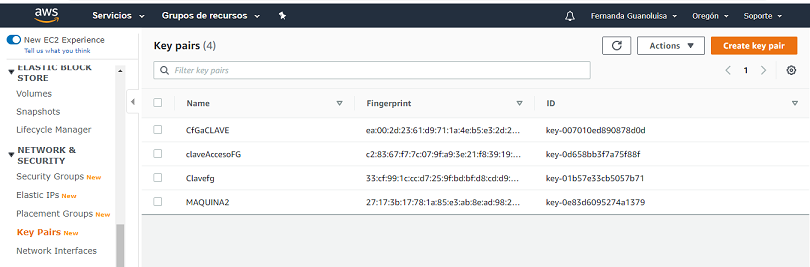 aws Servicios Grupos de recursos Fernanda Guanoluisa Oregón Soporte
New EC2 Experience
Tell us what you think
ELASTIC BLOCK
STORE
Volumes
Snapshots
Lifecycle Manager
NETWORK &
SECURITY
Security Groups New
Elastic IPs New
Placement Groups New
Key Pairs New
Network Interfaces
Key pairs (4)
Actions
Create key pair
Filter key pairs
1
Name Fingerprint ID
CfGaCLAVE ea:00:2d:23:61:d9:71:1a:4e:b5:e3:2d:2... key-007010ed890878d0d
claveAccesoFG c2:83:67:f7:7c:07:9f:a9:3e:21:f8:39:19:... key-0d658bb3f7a75f88f
Clavefg 33:cf:99:1c:cc:d7:25:9f:bd:bf:d8:cd:d9:... key-01b57e33cb5057b71
MAQUINA2 27:17:3b:17:78:1a:85:e3:ab:8e:ad:98:2... key-0e83d6095274a1379